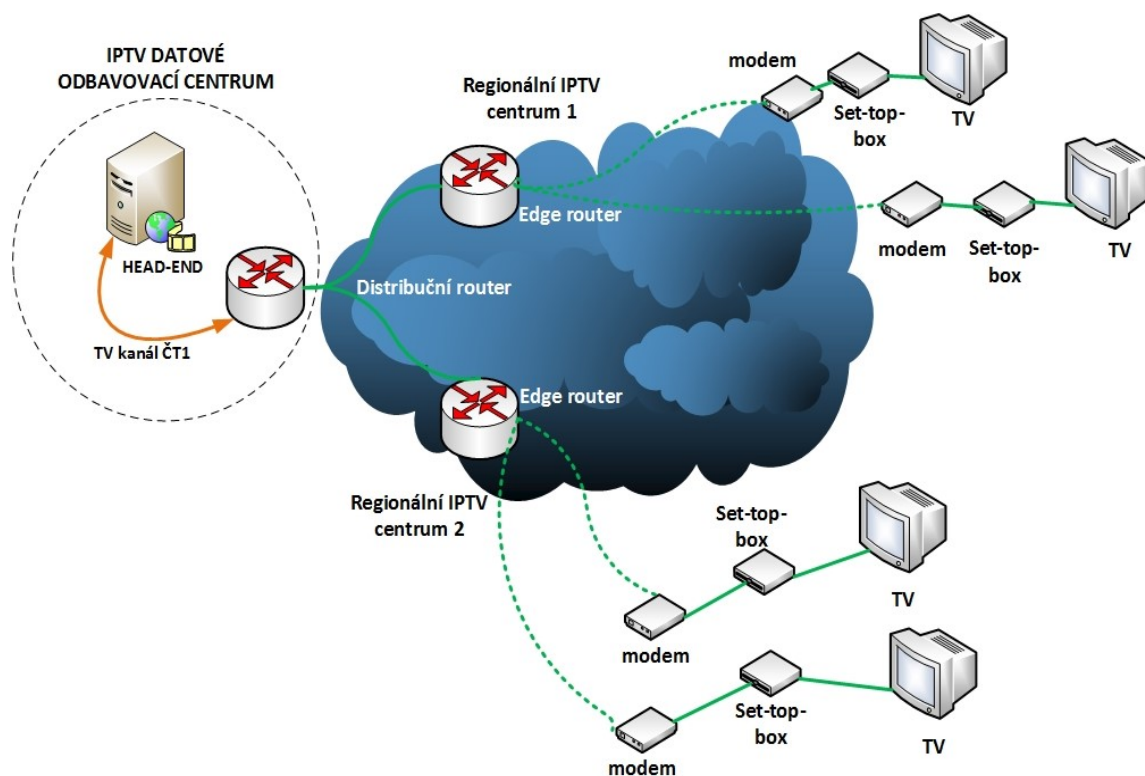 IPTV DATOVÉ
ODBAVOVACÍ CENTRUM
HEAD-END
TV kanál ČT1
Distribuční router
Regionální IPTV
centrum 1
Edge router
modem
Set-top-
box
TV
modem
Set-top-
box
TV
Edge router
Regionální IPTV
centrum 2
Set-top-
box
TV
modem
Set-top-
box
TV
modem